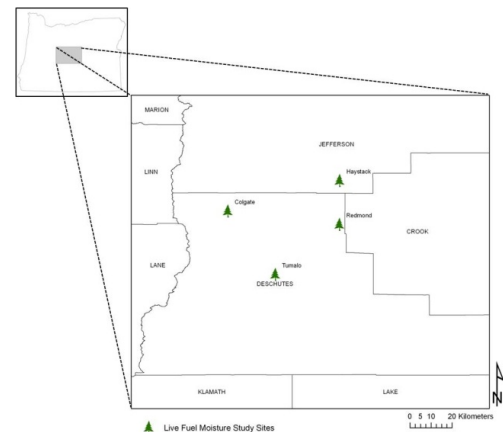 MARION
JEFFERSON
LINN
Haystack
Colgate
Redmond
CROOK
LANE
Tumalo
DESCHUTES
KLAMATH
LAKE
N
0 5 10 20 Kilometers
Live Fuel Moisture Study Sites